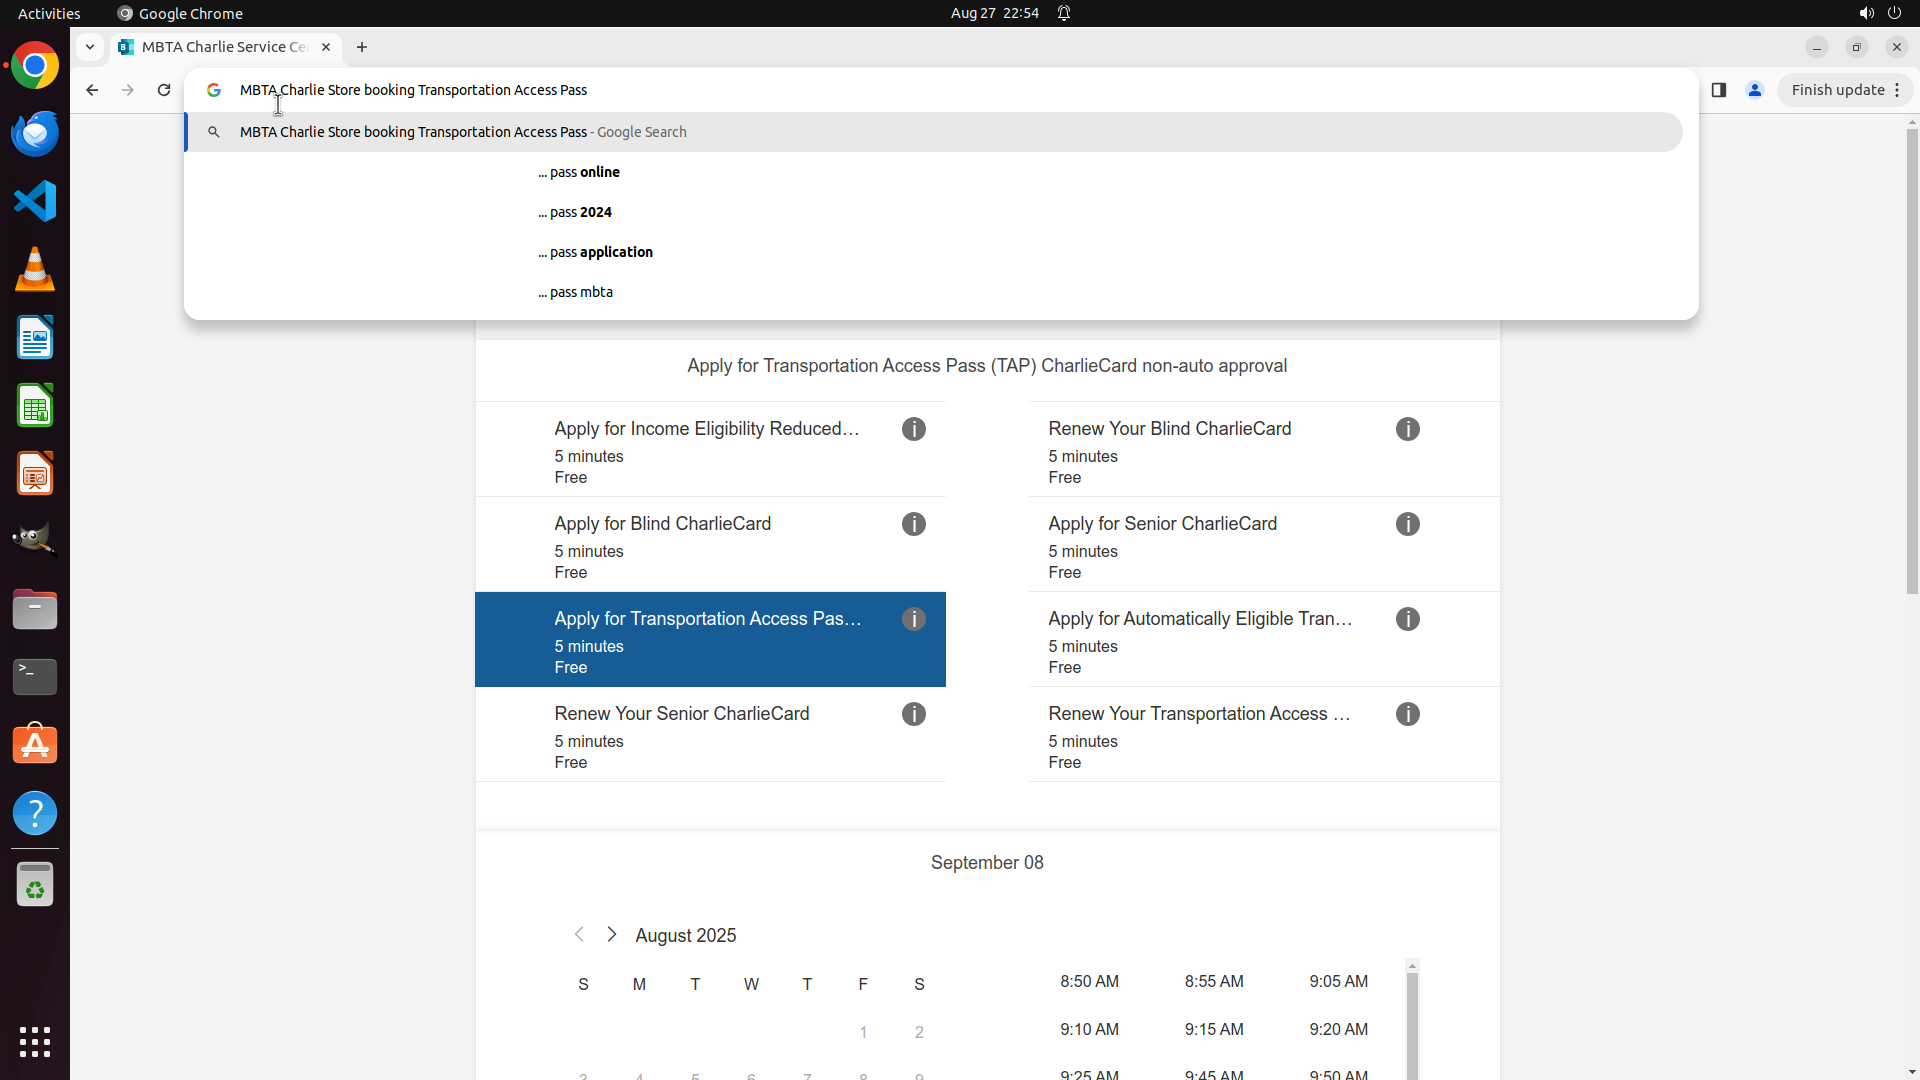 Activities
Google Chrome
Aug 27 22:54
MBTA Charlie Service Ce
Finish update
MBTA Charlie Store booking Transportation Access Pass
MBTA Charlie Store booking Transportation Access Pass - Google Search
... pass online
... pass 2024
... pass application
... pass mbta
Apply for Transportation Access Pass (TAP) CharlieCard non-auto approval
Apply for Income Eligibility Reduced…
5 minutes
Free
Renew Your Blind CharlieCard
5 minutes
Free
Apply for Blind CharlieCard
5 minutes
Free
Apply for Senior CharlieCard
5 minutes
Free
Apply for Transportation Access Pas…
5 minutes
Free
Apply for Automatically Eligible Tran…
5 minutes
Free
Renew Your Senior CharlieCard
5 minutes
Free
Renew Your Transportation Access …
5 minutes
Free
September 08
August 2025
S M T W T F S
1 2
3 4 5 6 7 8 9
8:50 AM 8:55 AM 9:05 AM
9:10 AM 9:15 AM 9:20 AM
9:25 AM 9:45 AM 9:50 AM